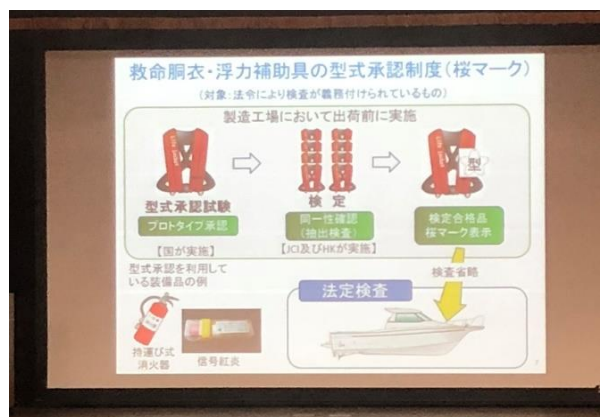 救命胴衣・浮力補助具の型式承認制度(桜マーク)
(対象:法令により検査が義務付けられているもの)
製造工場において出荷前に実施
型
型式承認試験
検 定
プロトタイプ承認
同一性確認
(抽出検査)
検定合格品
桜マーク表示
【国が実施】
【JCI及びHKが実施】
型式承認を利用して
いる装備品の例
検査省略
法定検査
持運び式
消火器
信号紅炎
7